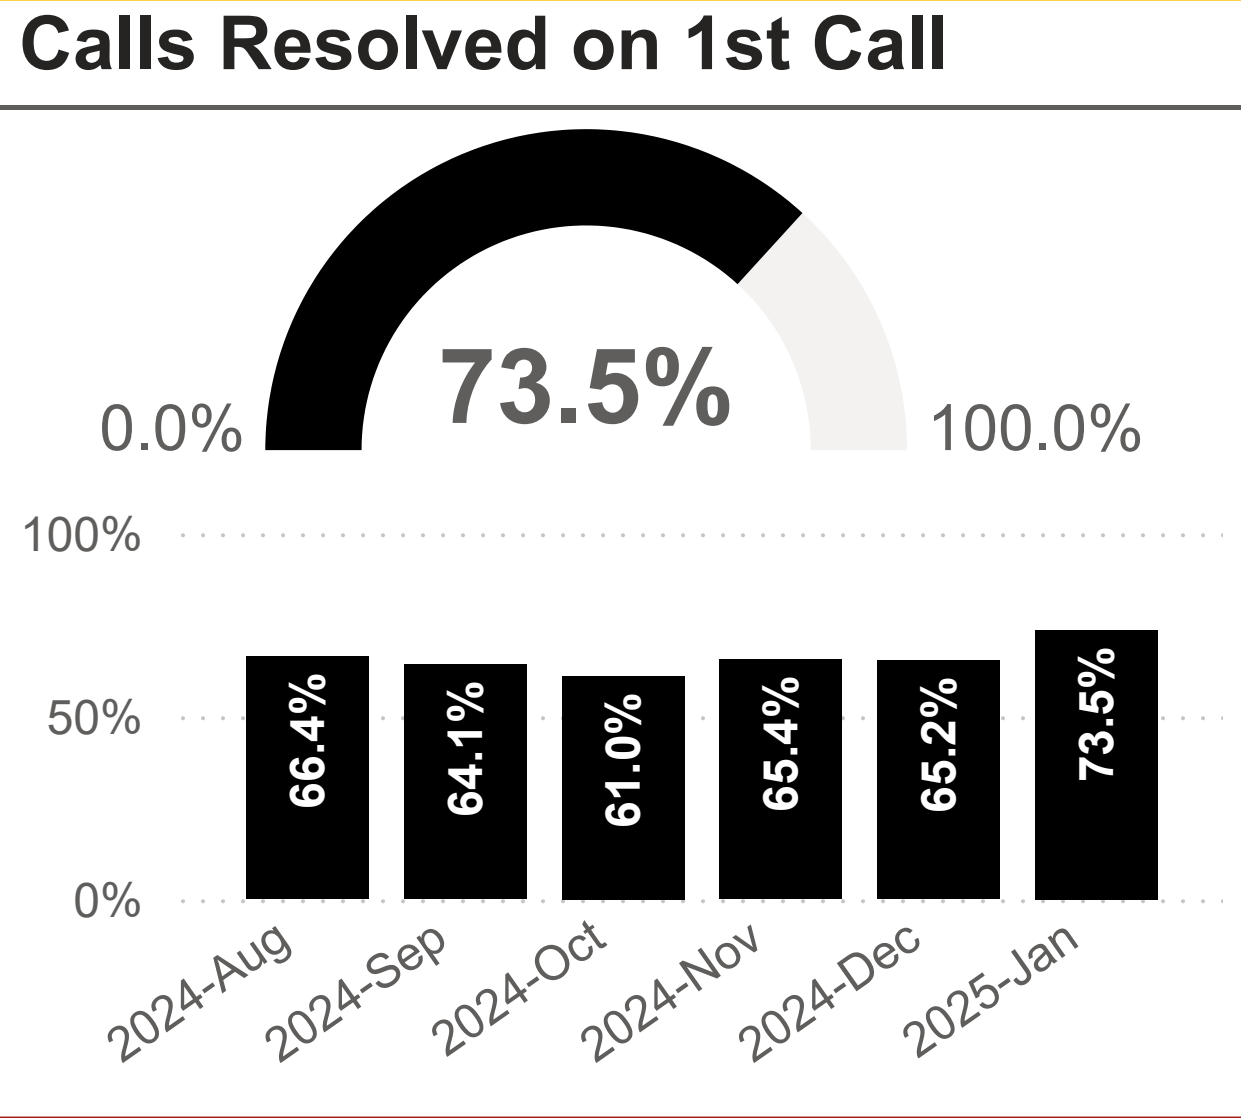 Calls Resolved on 1st Call
73.5%
0.0%
100.0%
100%
50%
0%
66.4%
64.1%
61.0%
65.4%
65.2%
73.5%
2024-Aug
2024-Sep
2024-Oct
2024-Nov
2024-Dec
2025-Jan